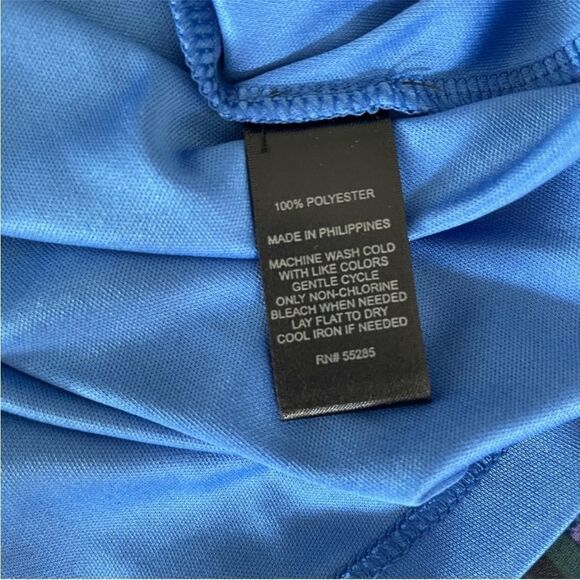 100% POLYESTER
MADE IN PHILIPPINES
MACHINE WASH COLD
WITH LIKE COLORS
GENTLE CYCLE
ONLY NON-CHLORINE
BLEACH WHEN NEEDED
LAY FLAT TO DRY
COOL IRON IF NEEDED
RN# 55285